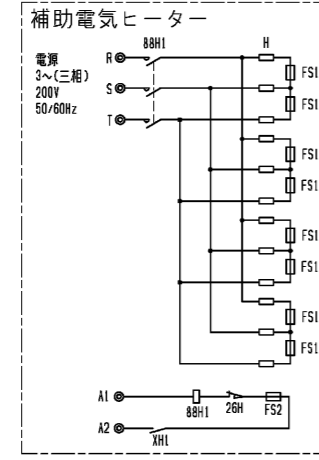 補助電気ヒーター
88H1
H
電源
3~(三相)
200V
50/60Hz
R
S
T
FS1
FS1
FS1
FS1
FS1
FS1
FS1
FS1
A1
88H1
26H
FS2
A2
XH1